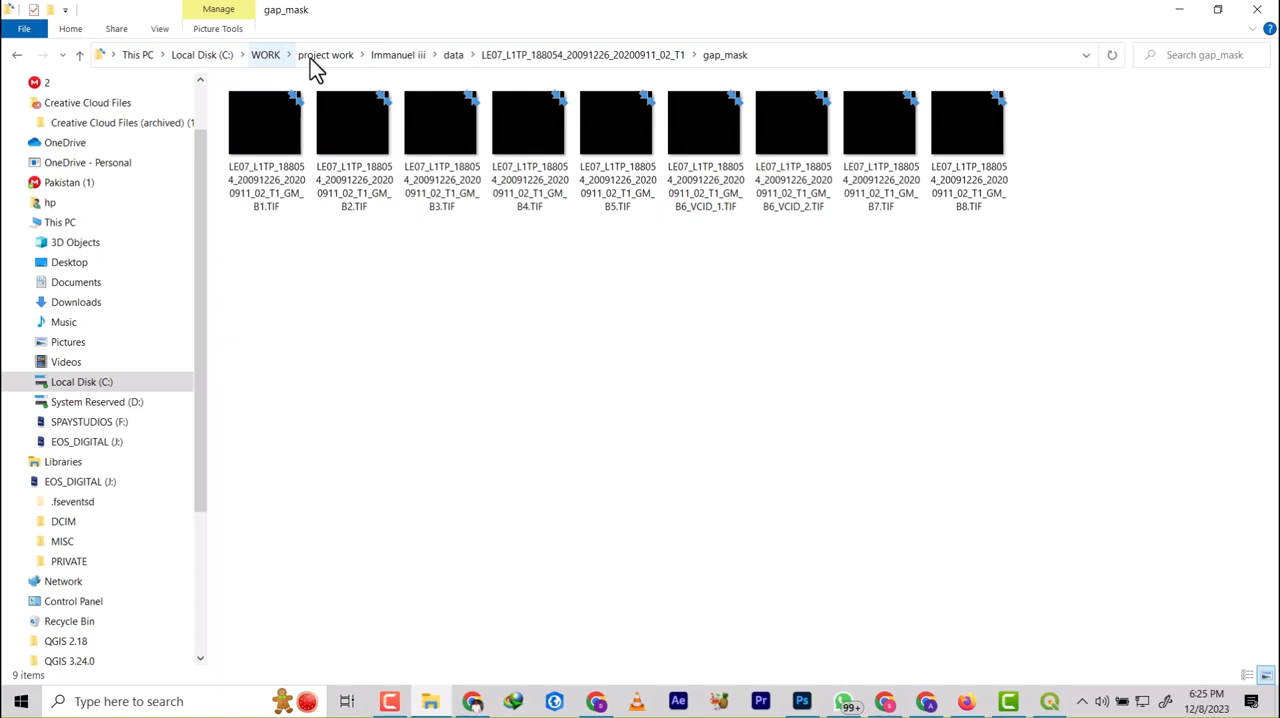 Manage
gap_mask
File
Home
Share
View
Picture Tools
This PC
Local Disk (C:)
WORK
project work
Immanuel iii
data
LE07_L1TP_188054_20091226_20200911_02_T1
gap_mask
Search gap_mask
2
Creative Cloud Files
Creative Cloud Files (archived) (1
OneDrive
OneDrive - Personal
Pakistan (1)
hp
This PC
3D Objects
Desktop
Documents
Downloads
Music
Pictures
Videos
Local Disk (C:)
System Reserved (D:)
SPAYSTUDIOS (F:)
EOS_DIGITAL (J:)
Libraries
EOS_DIGITAL (J:)
.fseventsd
DCIM
MISC
PRIVATE
Network
Control Panel
Recycle Bin
QGIS 2.18
QGIS 3.24.0
LE07_L1TP_18805
4_20091226_2020
0911_02_T1_GM_
B1.TIF
LE07_L1TP_18805
4_20091226_2020
0911_02_T1_GM_
B2.TIF
LE07_L1TP_18805
4_20091226_2020
0911_02_T1_GM_
B3.TIF
LE07_L1TP_18805
4_20091226_2020
0911_02_T1_GM_
B4.TIF
LE07_L1TP_18805
4_20091226_2020
0911_02_T1_GM_
B5.TIF
LE07_L1TP_18805
4_20091226_2020
0911_02_T1_GM_
B6_VCID_1.TIF
LE07_L1TP_18805
4_20091226_2020
0911_02_T1_GM_
B6_VCID_2.TIF
LE07_L1TP_18805
4_20091226_2020
0911_02_T1_GM_
B7.TIF
LE07_L1TP_18805
4_20091226_2020
0911_02_T1_GM_
B8.TIF
9 items
Type here to search
Ae
Pr
Ps
99+
S
S
A
C
C
5:15 PM
12/8/2023